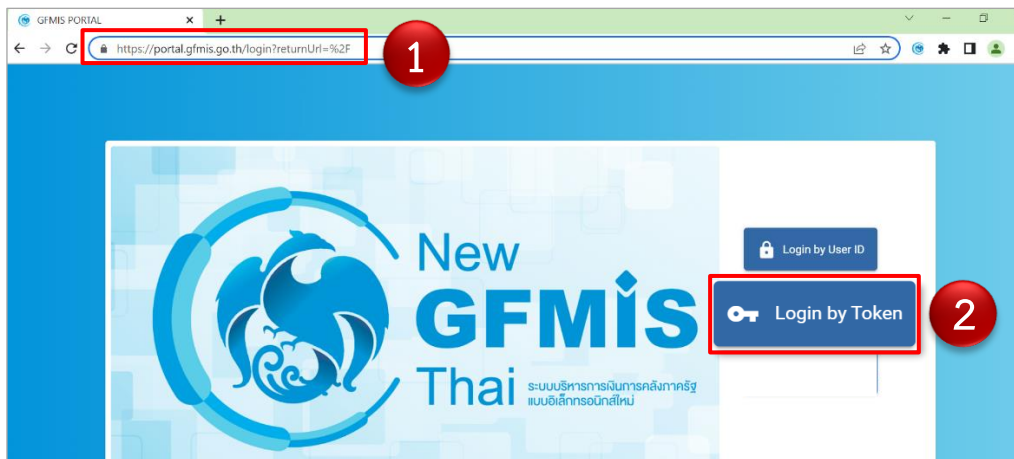 GFMIS PORTAL
https://portal.gfmis.go.th/login?returnUrl=%2F
1
New
GFMIS
Thai
ระบบบริหารการเงินการคลังภาครัฐ
แบบอิเล็กทรอนิกส์ใหม่
Login by User ID
Login by Token
2